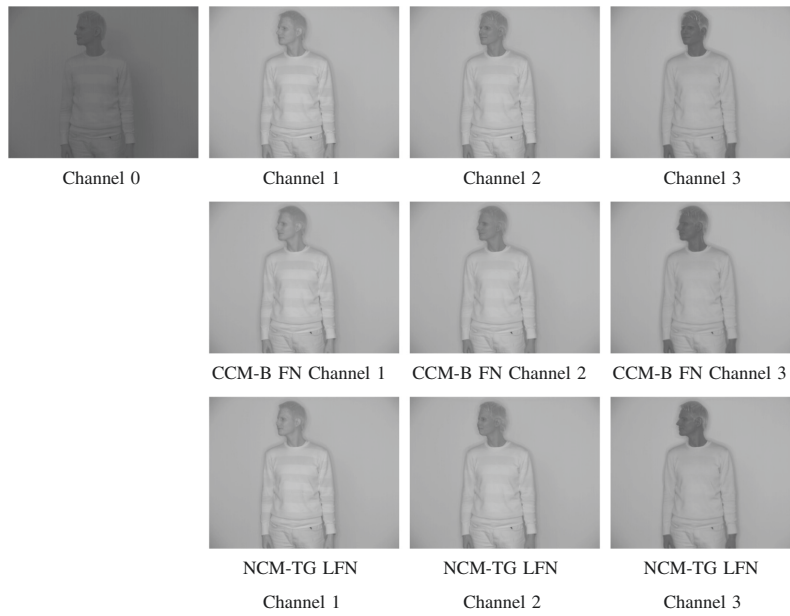 Channel 0
Channel 1
Channel 2
Channel 3
CCM-B FN Channel 1
CCM-B FN Channel 2
CCM-B FN Channel 3
NCM-TG LFN
Channel 1
NCM-TG LFN
Channel 2
NCM-TG LFN
Channel 3